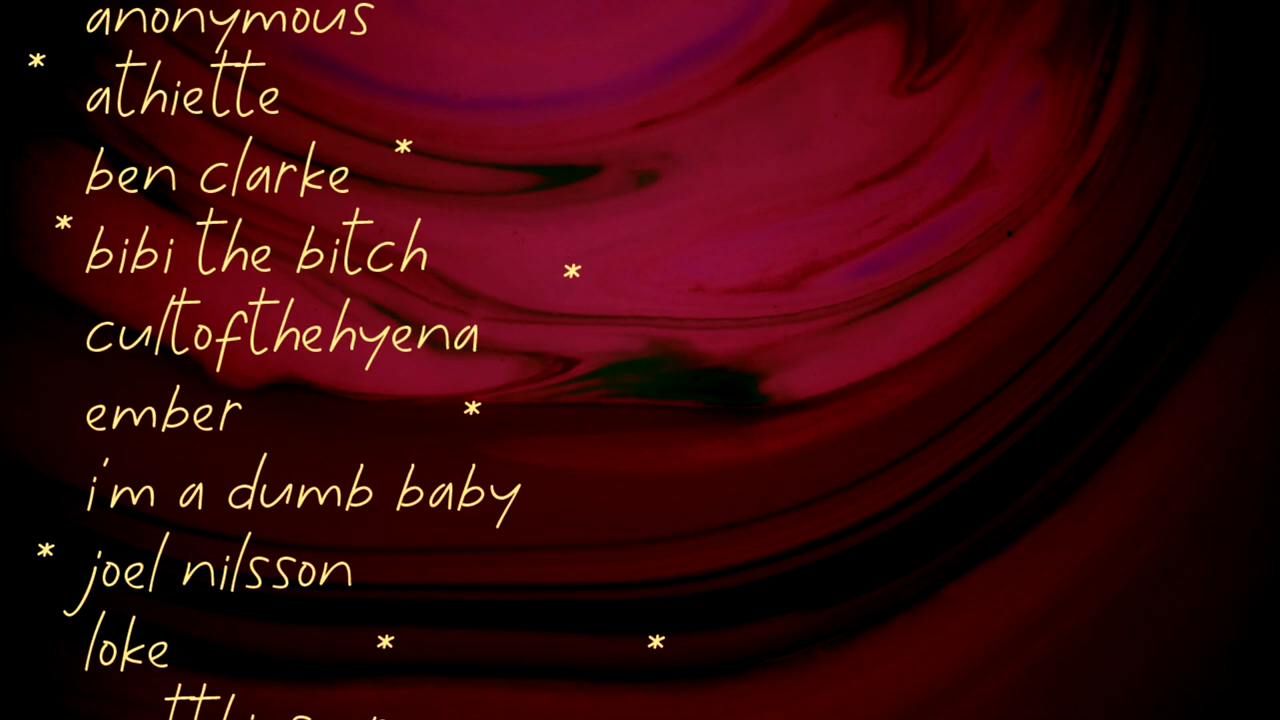 anonymous
*
athiette
ben clarke *
* bibi the bitch
*
cultofthehyena
ember *
i'm a dumb baby
* joel nilsson
loke * *